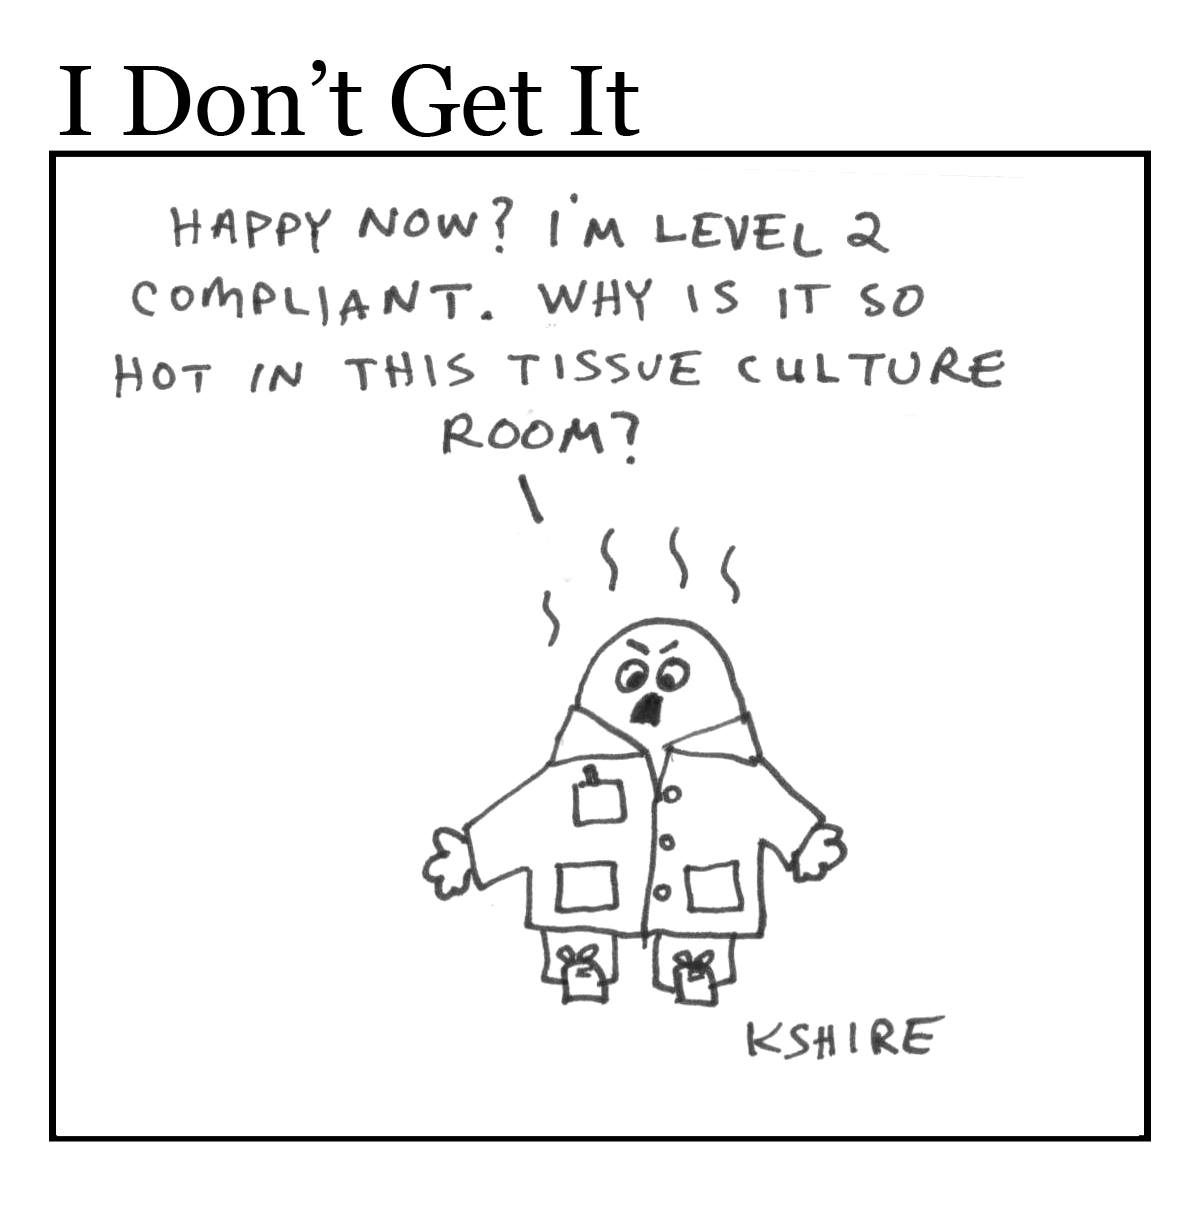 I Don’t Get It
HAPPY NOW? I'M LEVEL 2
COMPLIANT. WHY IS IT SO
HOT IN THIS TISSUE CULTURE
ROOM?
KSHIRE